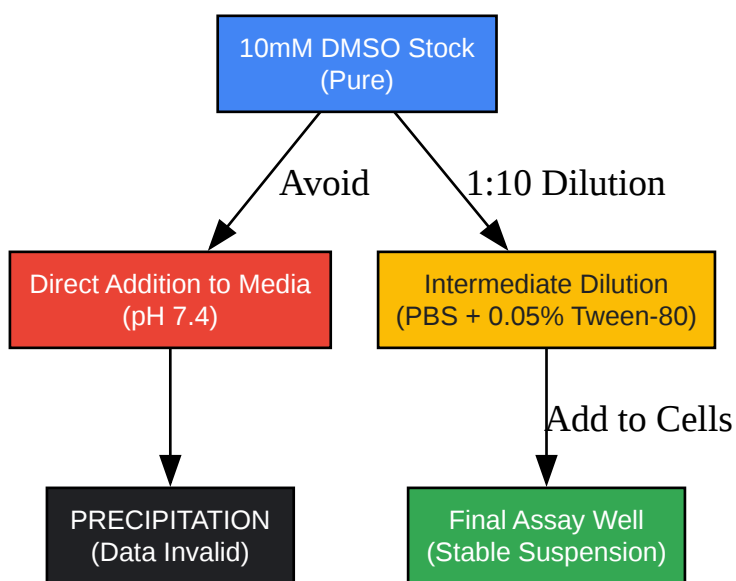 10mM DMSO Stock
(Pure)
Avoid
1:10 Dilution
Direct Addition to Media
(pH 7.4)
Intermediate Dilution
(PBS + 0.05% Tween-80)
Add to Cells
PRECIPITATION
(Data Invalid)
Final Assay Well
(Stable Suspension)